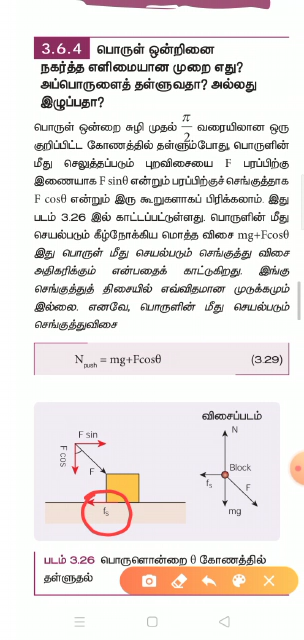 3.6.4 பொருள் ஒன்றினை
நகர்த்த எளிமையான முறை எது?
அப்பொருளைத் தள்ளுவதா? அல்லது
இழுப்பதா?
பொருள் ஒன்றை சுழி முதல் π/2 வரையிலான ஒரு
குறிப்பிட்ட கோணத்தில் தள்ளும்போது, பொருளின்
மீது செலுத்தப்படும் புறவிசையை F பரப்பிற்கு
இணையாக F sinθ என்றும் பரப்பிற்குச் செங்குத்தாக
F cosθ என்றும் இரு கூறுகளாகப் பிரிக்கலாம். இது
படம் 3.26 இல் காட்டப்பட்டுள்ளது. பொருளின் மீது
செயல்படும் கீழ்நோக்கிய மொத்த விசை mg+Fcosθ
இது பொருள் மீது செயல்படும் செங்குத்து விசை
அதிகரிக்கும் என்பதைக் காட்டுகிறது. இங்கு
செங்குத்துத் திசையில் எவ்விதமான முடுக்கமும்
இல்லை. எனவே, பொருளின் மீது செயல்படும்
செங்குத்துவிசை
N push = mg+Fcosθ (3.29)
விசைப்படம்
F sin
F cos
F
fs
N
Block
fs
F
mg
படம் 3.26 பொருளொன்றை θ கோணத்தில்
தள்ளுதல்